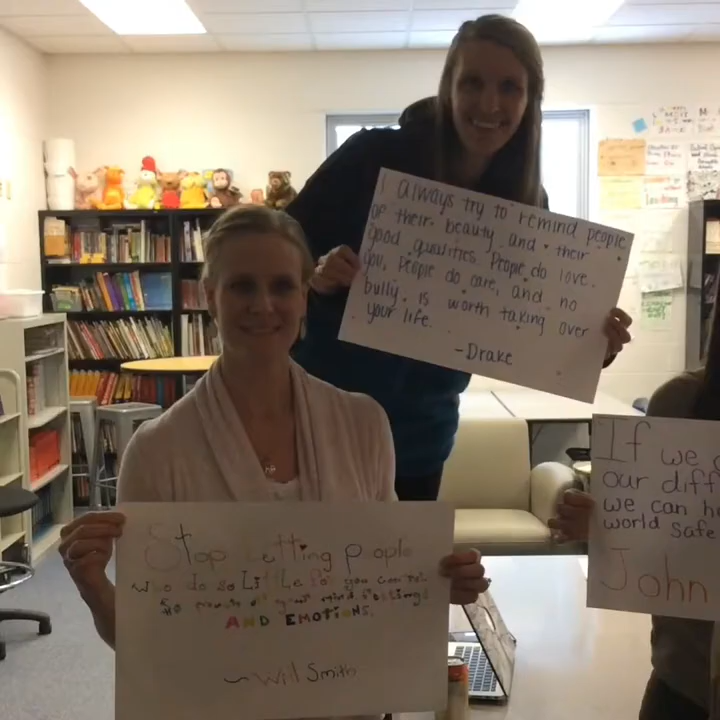 I always try to remind people
of their beauty and their
good qualities. People do love
you, People do care, and no
bully is worth taking over
your life.
-Drake
Stop Letting people
who do so Little for you control
so much of your mind, feelings
AND EMOTIONS.
~Will Smith
If we
our diff
we can he
world safe
John